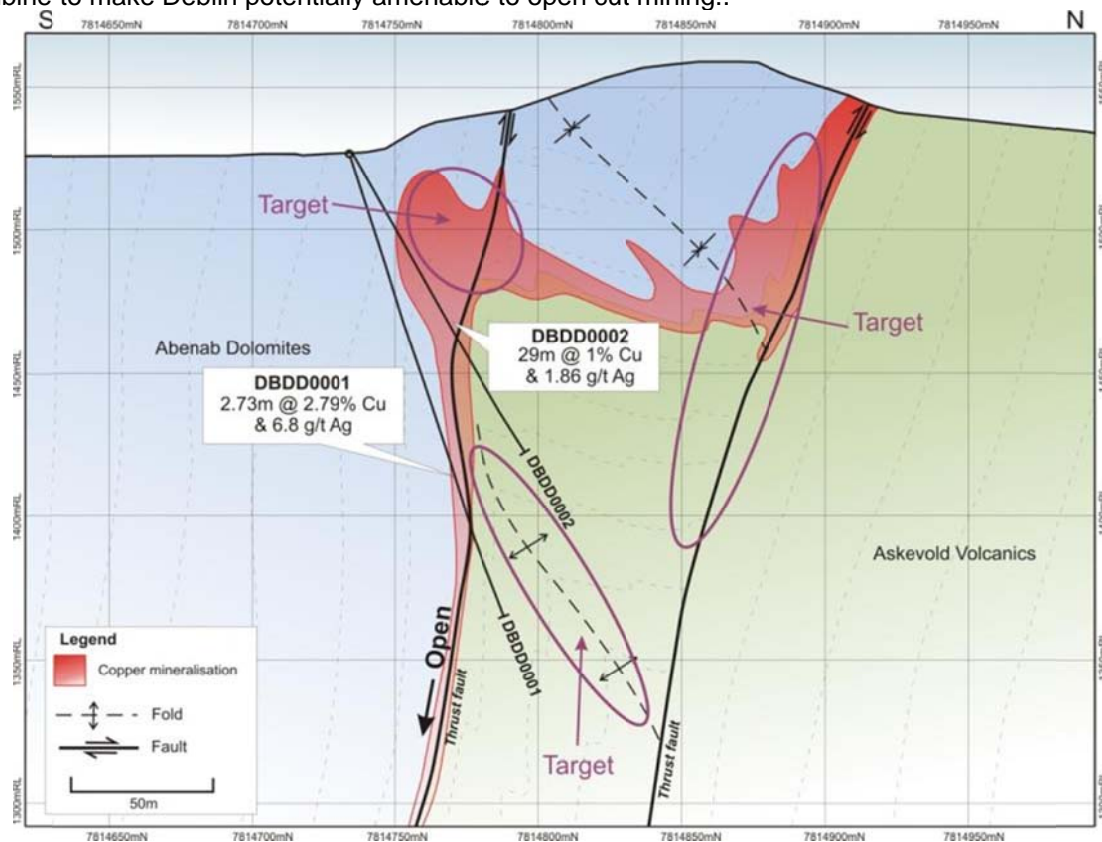 bine to make Deblin potentially amenable to open cut mining..
S
N
7814650mN 7814700mN 7814750mN 7814800mN 7814850mN 7814900mN 7814950mN
1550mRL
1500mRL
1450mRL
1400mRL
1350mRL
1300mRL
Target
Target
Abenab Dolomites
DBDD0002
29m @ 1% Cu
& 1.86 g/t Ag
DBDD0001
2.73m @ 2.79% Cu
& 6.8 g/t Ag
DBDD0002
Askevold Volcanics
DBDD0001
Open
Thrust fault
Thrust fault
Target
Legend
Copper mineralisation
Fold
Fault
50m
7814650mN 7814700mN 7814750mN 7814800mN 7814850mN 7814900mN 7814950mN